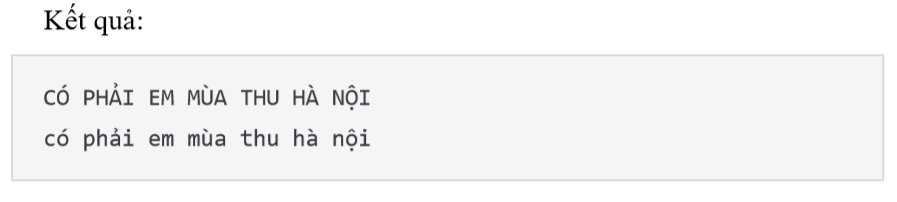 Kết quả:
CÓ PHẢI EM MÙA THU HÀ NỘI
có phải em mùa thu hà nội